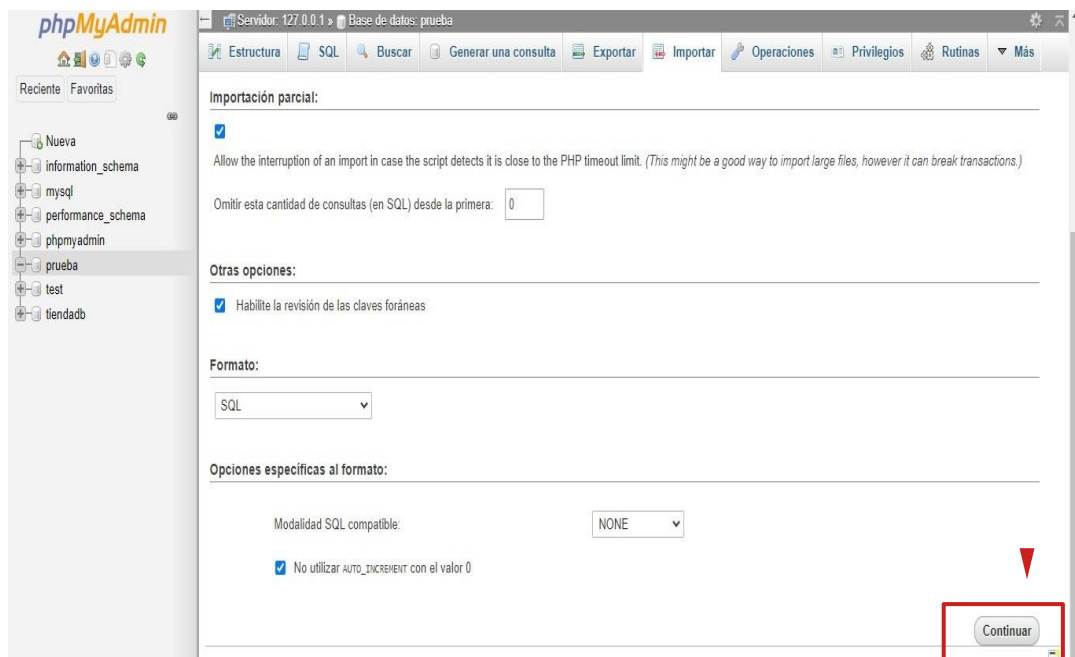 phpMyAdmin
Servidor: 127.0.0.1 » Base de datos: prueba
Estructura SQL Buscar Generar una consulta Exportar Importar Operaciones Privilegios Rutinas Más
Reciente Favoritas
Nueva
information_schema
mysql
performance_schema
phpmyadmin
prueba
test
tiendadb
Importación parcial:
Allow the interruption of an import in case the script detects it is close to the PHP timeout limit. (This might be a good way to import large files, however it can break transactions.)
Omitir esta cantidad de consultas (en SQL) desde la primera: 0
Otras opciones:
Habilite la revisión de las claves foráneas
Formato:
SQL
Opciones específicas al formato:
Modalidad SQL compatible: NONE
No utilizar AUTO_INCREMENT con el valor 0
Continuar